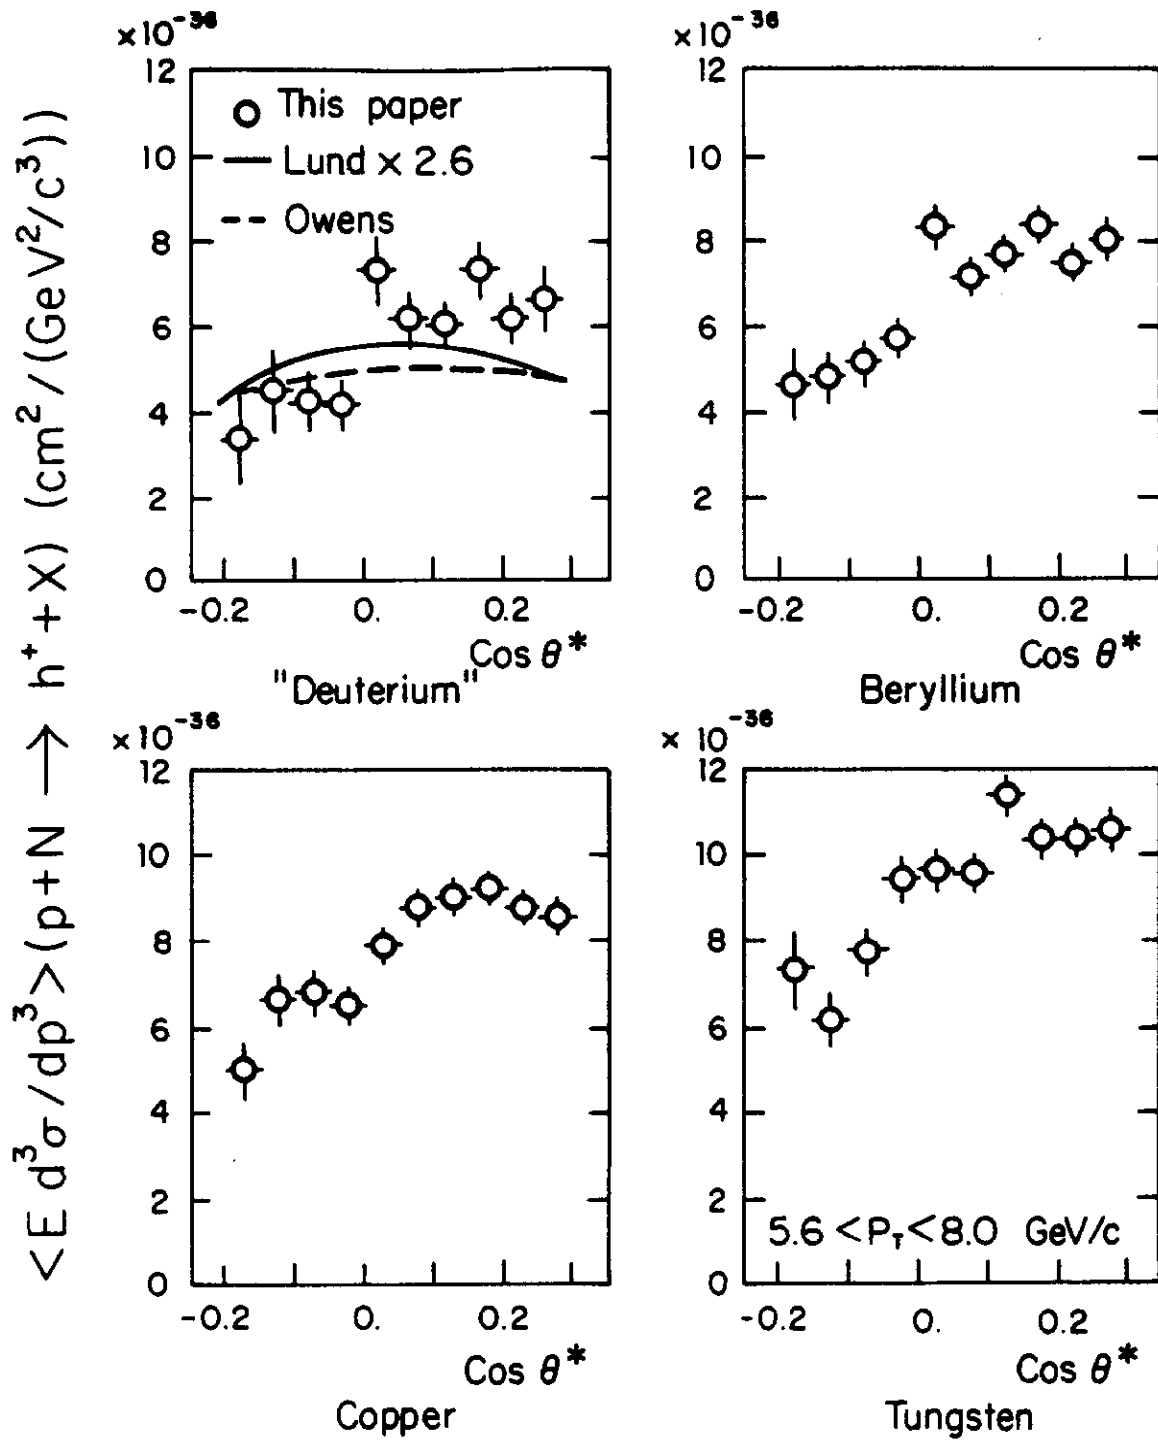 <E d³σ/dp³>(p+N → h⁺+X) (cm²/(GeV²/c³))
×10⁻³⁶
12
10
8
6
4
2
0
This paper
Lund × 2.6
Owens
-0.2 0. 0.2
Cos θ*
"Deuterium"
×10⁻³⁶
12
10
8
6
4
2
0
-0.2 0. 0.2
Cos θ*
Beryllium
×10⁻³⁶
12
10
8
6
4
2
0
-0.2 0. 0.2
Cos θ*
Copper
×10⁻³⁶
12
10
8
6
4
2
0
5.6 <P_T<8.0 GeV/c
-0.2 0. 0.2
Cos θ*
Tungsten